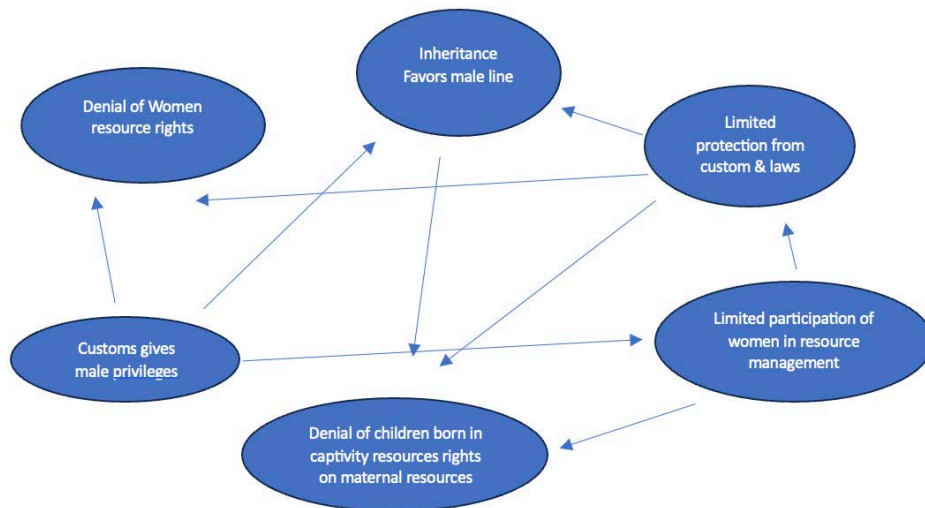 Inheritance
Favors male line
Denial of Women
resource rights
Limited
protection from
custom & laws
Customs gives
male privileges
Limited participation of
women in resource
management
Denial of children born in
captivity resources rights
on maternal resources